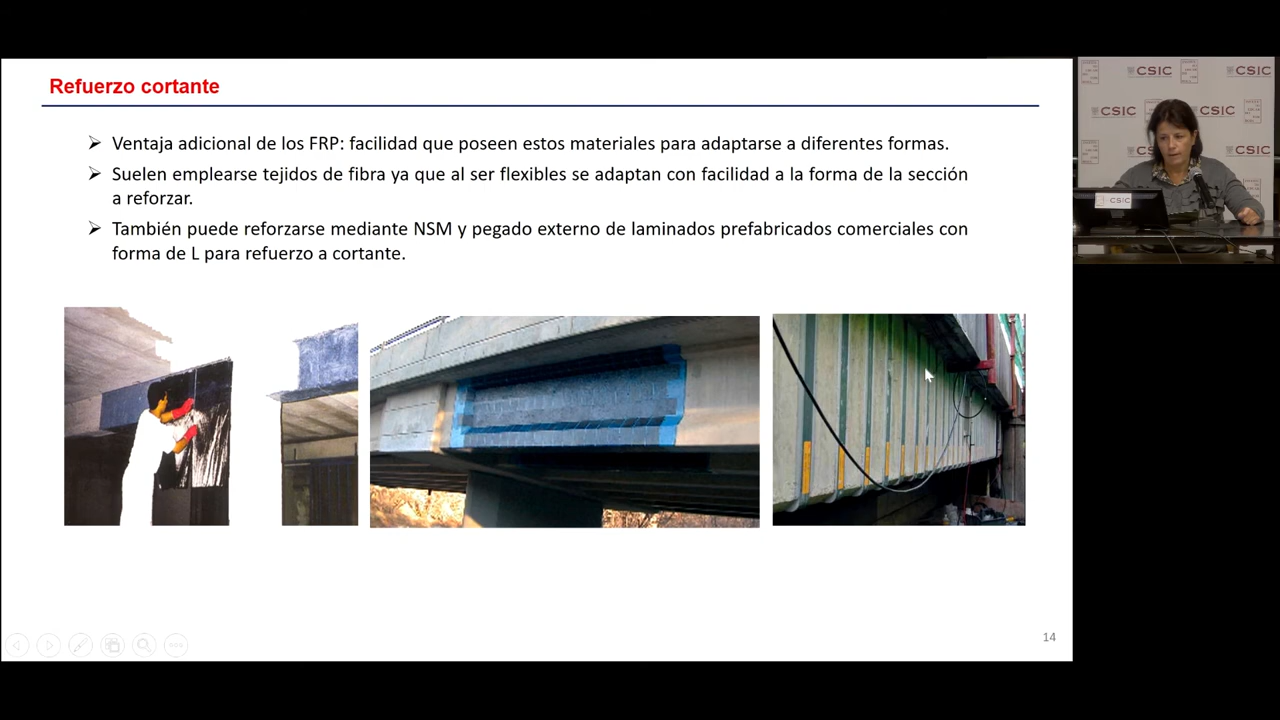 Refuerzo cortante
Ventaja adicional de los FRP: facilidad que poseen estos materiales para adaptarse a diferentes formas.
Suelen emplearse tejidos de fibra ya que al ser flexibles se adaptan con facilidad a la forma de la sección
a reforzar.
También puede reforzarse mediante NSM y pegado externo de laminados prefabricados comerciales con
forma de L para refuerzo a cortante.
14
CSIC
CSIC
CSIC
CSIC
CSIC
CSIC
CSIC